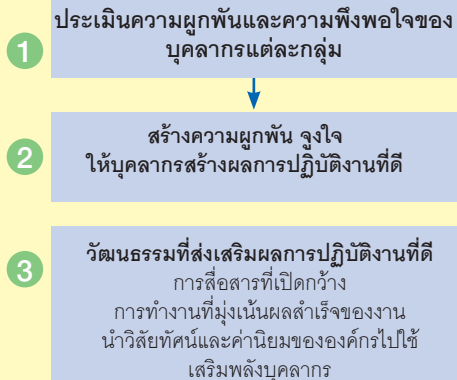 1
ประเมินความผูกพันและความพึงพอใจของ
บุคลากรแต่ละกลุ่ม
2
สร้างความผูกพัน จูงใจ
ให้บุคลากรสร้างผลการปฏิบัติงานที่ดี
3
วัฒนธรรมที่ส่งเสริมผลการปฏิบัติงานที่ดี
การสื่อสารที่เปิดกว้าง
การทำงานที่มุ่งเน้นผลสำเร็จของงาน
นำวิสัยทัศน์และค่านิยมขององค์กรไปใช้
เสริมพลังบุคลากร